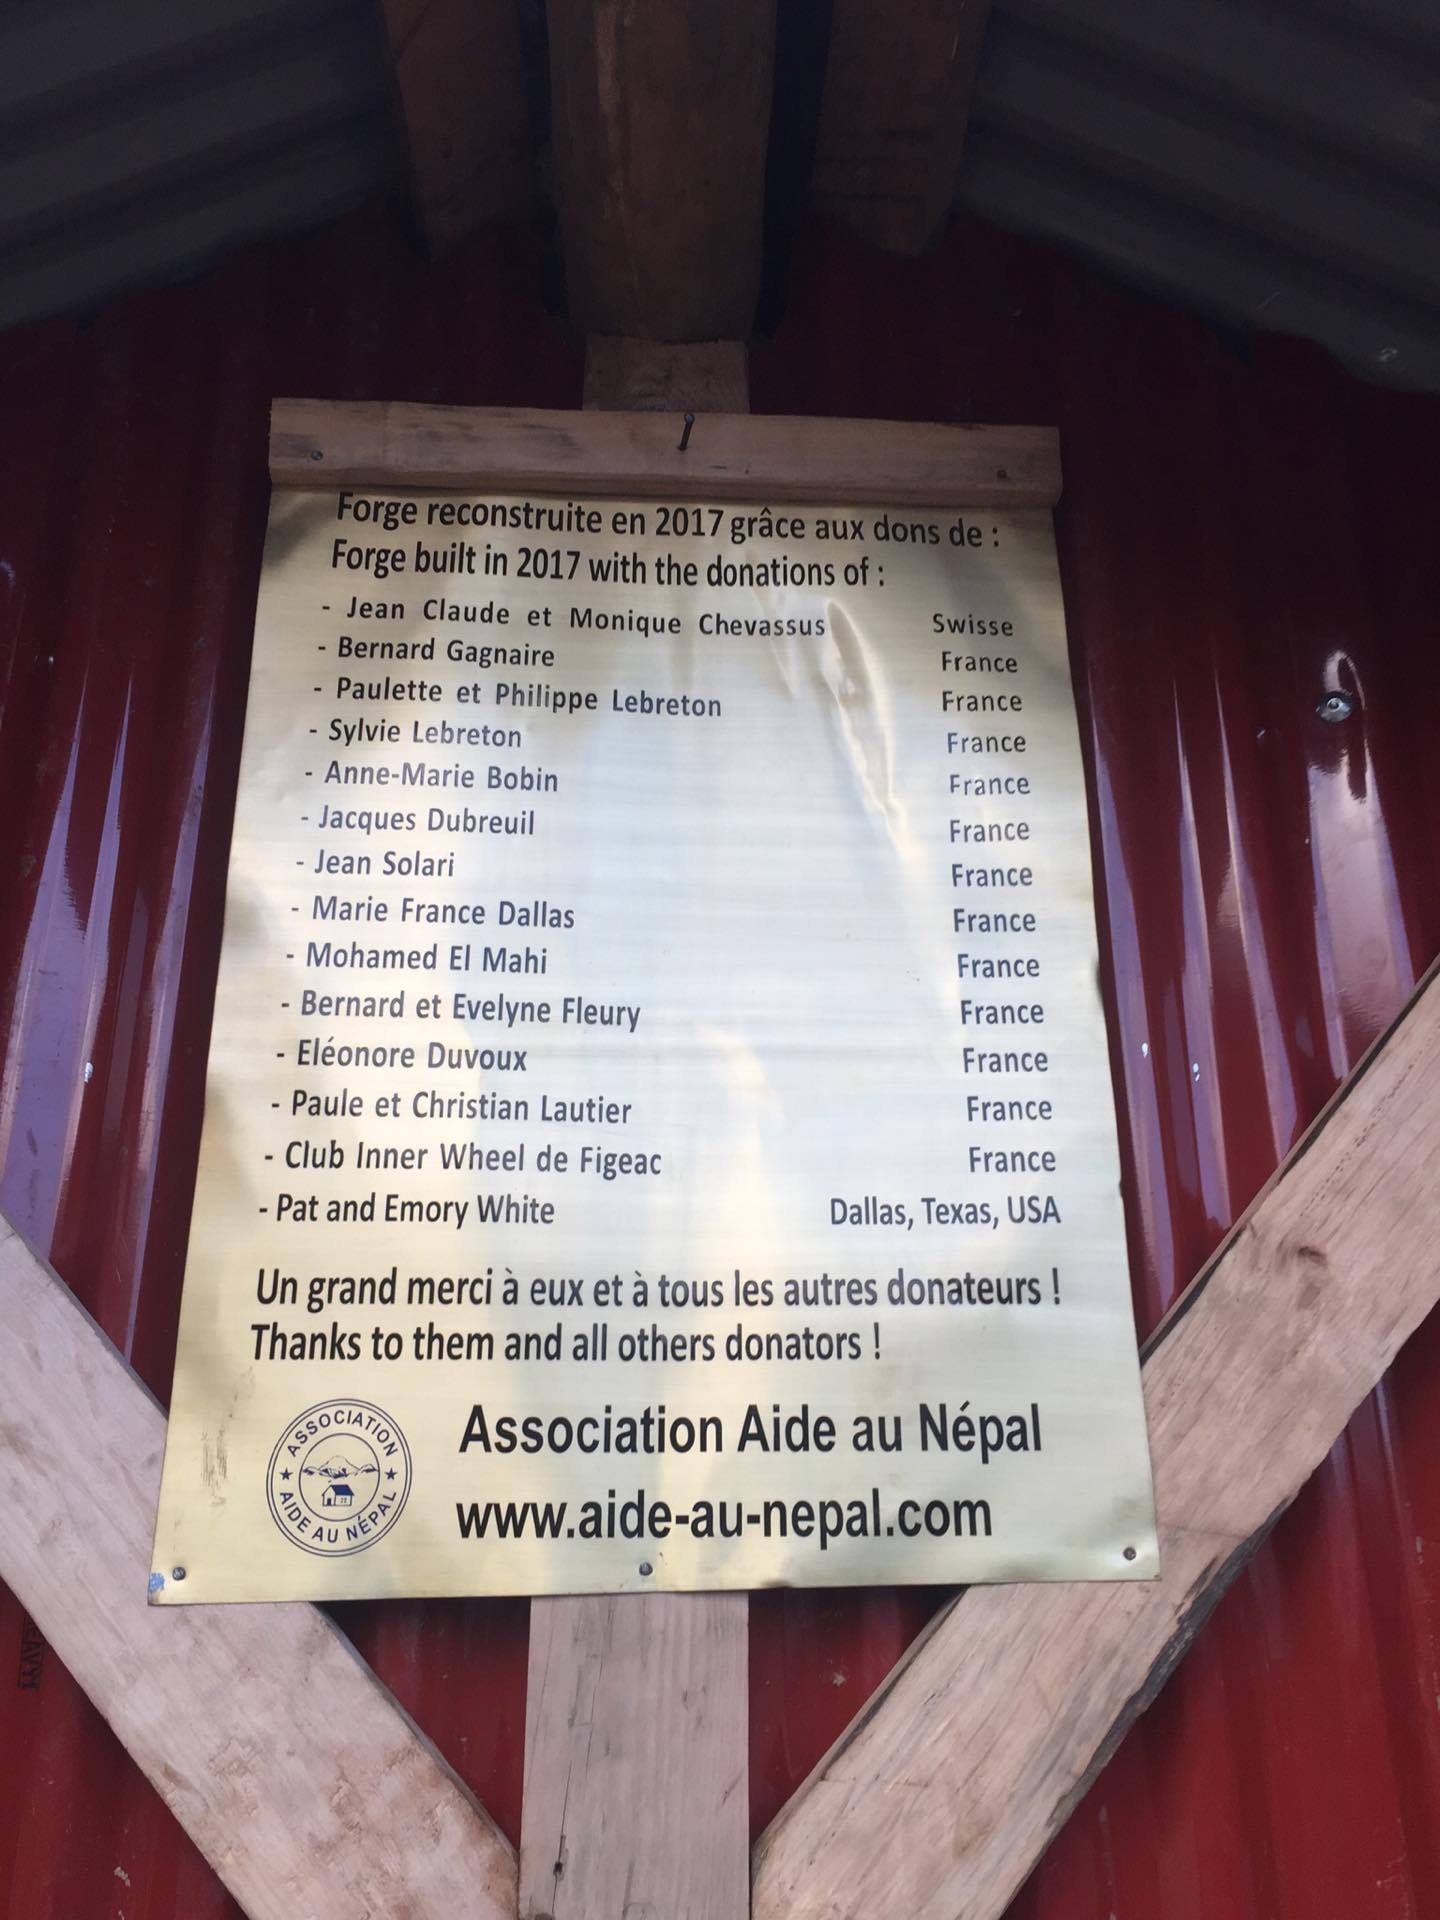 Forge reconstruite en 2017 grâce aux dons de :
Forge built in 2017 with the donations of :
- Jean Claude et Monique Chevassus Swisse
- Bernard Gagnaire France
- Paulette et Philippe Lebreton France
- Sylvie Lebreton France
- Anne-Marie Bobin France
- Jacques Dubreuil France
- Jean Solari France
- Marie France Dallas France
- Mohamed El Mahi France
- Bernard et Evelyne Fleury France
- Eléonore Duvoux France
- Paule et Christian Lautier France
- Club Inner Wheel de Figeac France
- Pat and Emory White Dallas, Texas, USA
Un grand merci à eux et à tous les autres donateurs !
Thanks to them and all others donators !
ASSOCIATION
AIDE AU NÉPAL
Association Aide au Népal
www.aide-au-nepal.com